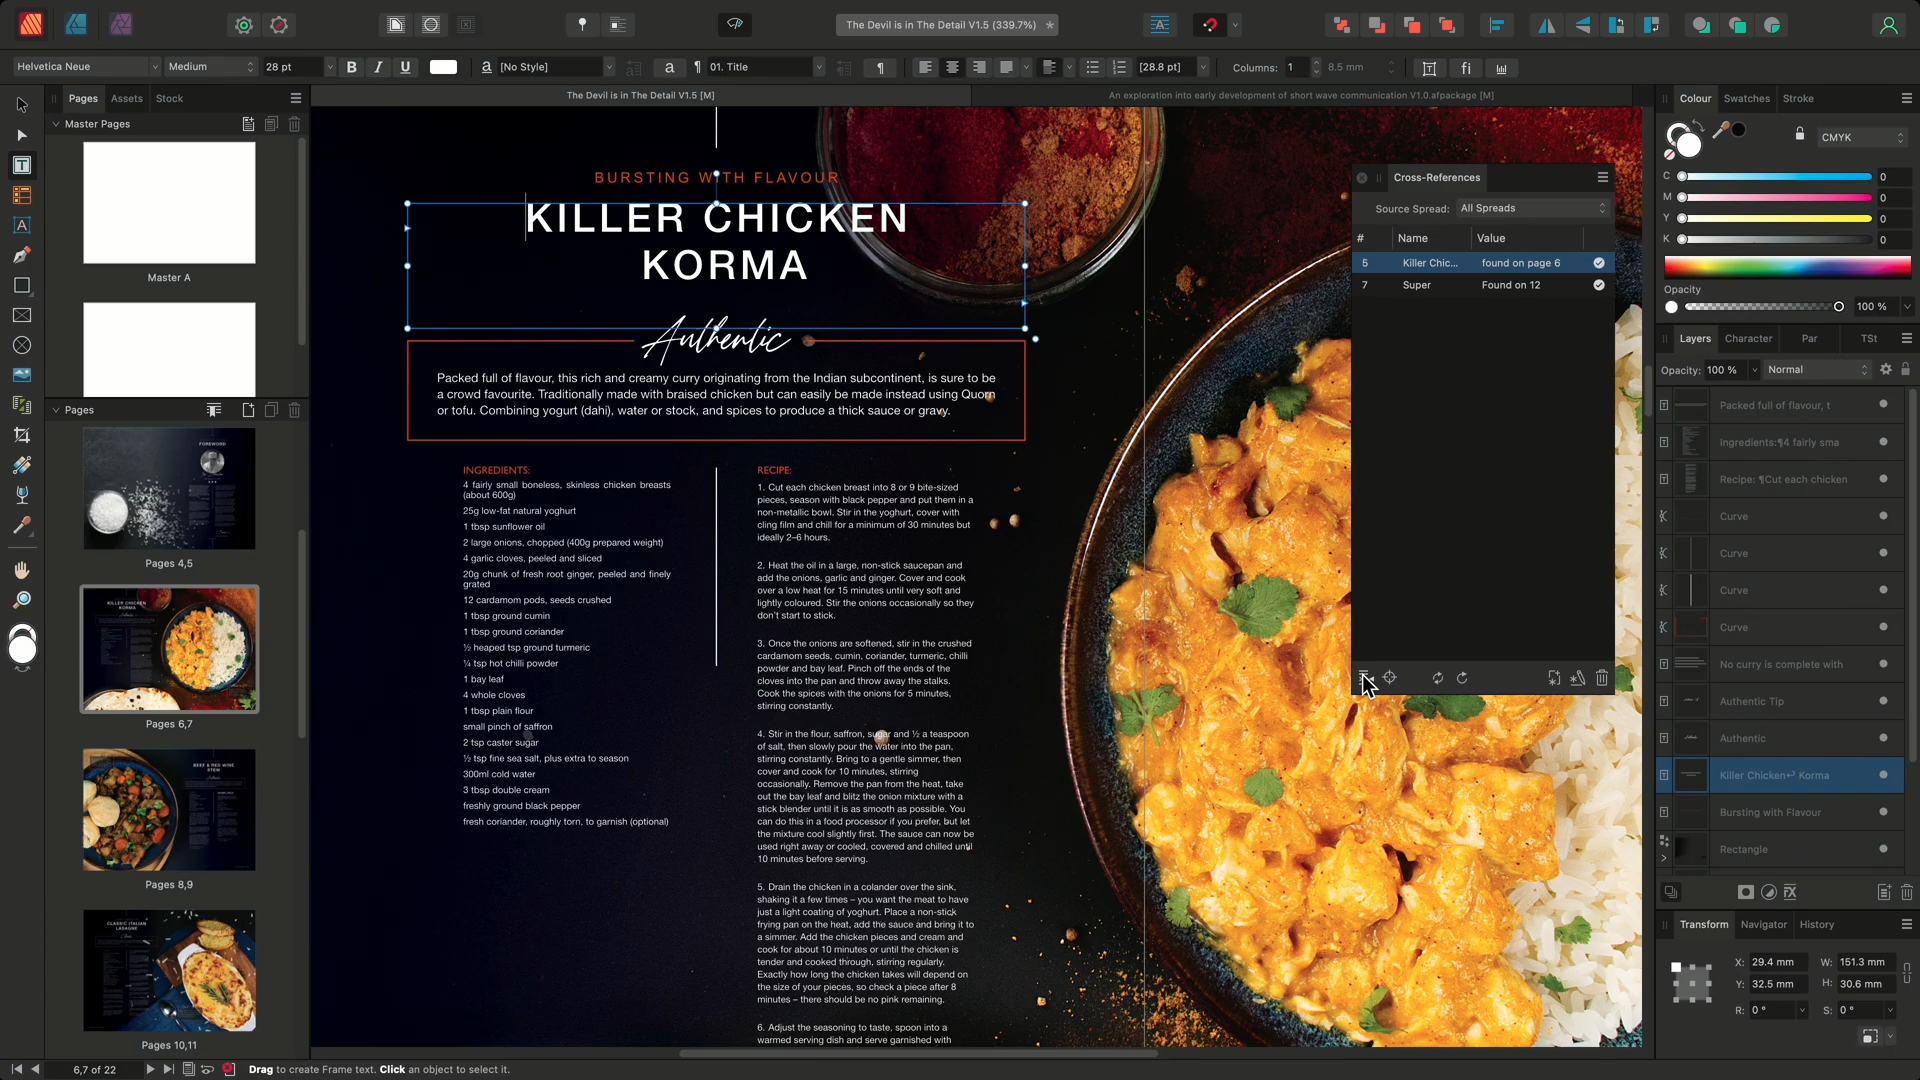 The Devil is in The Detail V1.5 (339.7%) *
Helvetica Neue
Medium
28 pt
B I U
a [No Style]
a
¶ 01. Title
¶
[28.8 pt]
Columns: 1
8.5 mm
fi
Pages Assets Stock
The Devil is in The Detail V1.5 [M]
An exploration into early development of short wave communication V1.0.afpackage [M]
Master Pages
Master A
Pages
FOREWORD
Pages 4,5
KILLER CHICKEN
KORMA
Pages 6,7
BEEF & RED WINE
STEW
Pages 8,9
CLASSIC ITALIAN
LASAGNE
Pages 10,11
BURSTING WITH FLAVOUR
KILLER CHICKEN
KORMA
Authentic
Packed full of flavour, this rich and creamy curry originating from the Indian subcontinent, is sure to be
a crowd favourite. Traditionally made with braised chicken but can easily be made instead using Quorn
or tofu. Combining yogurt (dahi), water or stock, and spices to produce a thick sauce or gravy.
INGREDIENTS:
4 fairly small boneless, skinless chicken breasts
(about 600g)
25g low-fat natural yoghurt
1 tbsp sunflower oil
2 large onions, chopped (400g prepared weight)
4 garlic cloves, peeled and sliced
20g chunk of fresh root ginger, peeled and finely
grated
12 cardamom pods, seeds crushed
1 tbsp ground cumin
1 tbsp ground coriander
½ heaped tsp ground turmeric
¼ tsp hot chilli powder
1 bay leaf
4 whole cloves
1 tbsp plain flour
small pinch of saffron
2 tsp caster sugar
½ tsp fine sea salt, plus extra to season
300ml cold water
3 tbsp double cream
freshly ground black pepper
fresh coriander, roughly torn, to garnish (optional)
RECIPE:
1. Cut each chicken breast into 8 or 9 bite-sized
pieces, season with black pepper and put them in a
non-metallic bowl. Stir in the yoghurt, cover with
cling film and chill for a minimum of 30 minutes but
ideally 2–6 hours.
2. Heat the oil in a large, non-stick saucepan and
add the onions, garlic and ginger. Cover and cook
over a low heat for 15 minutes until very soft and
lightly coloured. Stir the onions occasionally so they
don't start to stick.
3. Once the onions are softened, stir in the crushed
cardamom seeds, cumin, coriander, turmeric, chilli
powder and bay leaf. Pinch off the ends of the
cloves into the pan and throw away the stalks.
Cook the spices with the onions for 5 minutes,
stirring constantly.
4. Stir in the flour, saffron, sugar and ½ a teaspoon
of salt, then slowly pour the water into the pan,
stirring constantly. Bring to a gentle simmer, then
cover and cook for 10 minutes, stirring
occasionally. Remove the pan from the heat, take
out the bay leaf and blitz the onion mixture with a
stick blender until it is as smooth as possible. You
can do this in a food processor if you prefer, but let
the mixture cool slightly first. The sauce can now be
used right away or cooled, covered and chilled until
10 minutes before serving.
5. Drain the chicken in a colander over the sink,
shaking it a few times – you want the meat to have
just a light coating of yoghurt. Place a non-stick
frying pan on the heat, add the sauce and bring it to
a simmer. Add the chicken pieces and cream and
cook for about 10 minutes or until the chicken is
tender and cooked through, stirring regularly.
Exactly how long the chicken takes will depend on
the size of your pieces, so check a piece after 8
minutes – there should be no pink remaining.
6. Adjust the seasoning to taste, spoon into a
warmed serving dish and serve garnished with
Cross-References
Source Spread: All Spreads
# Name Value
5 Killer Chic... found on page 6
7 Super Found on 12
Colour Swatches Stroke
CMYK
C 0
M 0
Y 0
K 0
Opacity
100 %
Layers Character Par TSt
Opacity: 100 % Normal
Packed full of flavour, t
Ingredients:¶4 fairly sma
Recipe: ¶Cut each chicken
Curve
Curve
Curve
Curve
No curry is complete with
Authentic Tip
Authentic
Killer Chicken↵ Korma
Bursting with Flavour
Rectangle
Transform Navigator History
X: 29.4 mm W: 151.3 mm
Y: 32.5 mm H: 30.6 mm
R: 0 ° S: 0 °
6,7 of 22
Drag to create Frame text. Click an object to select it.